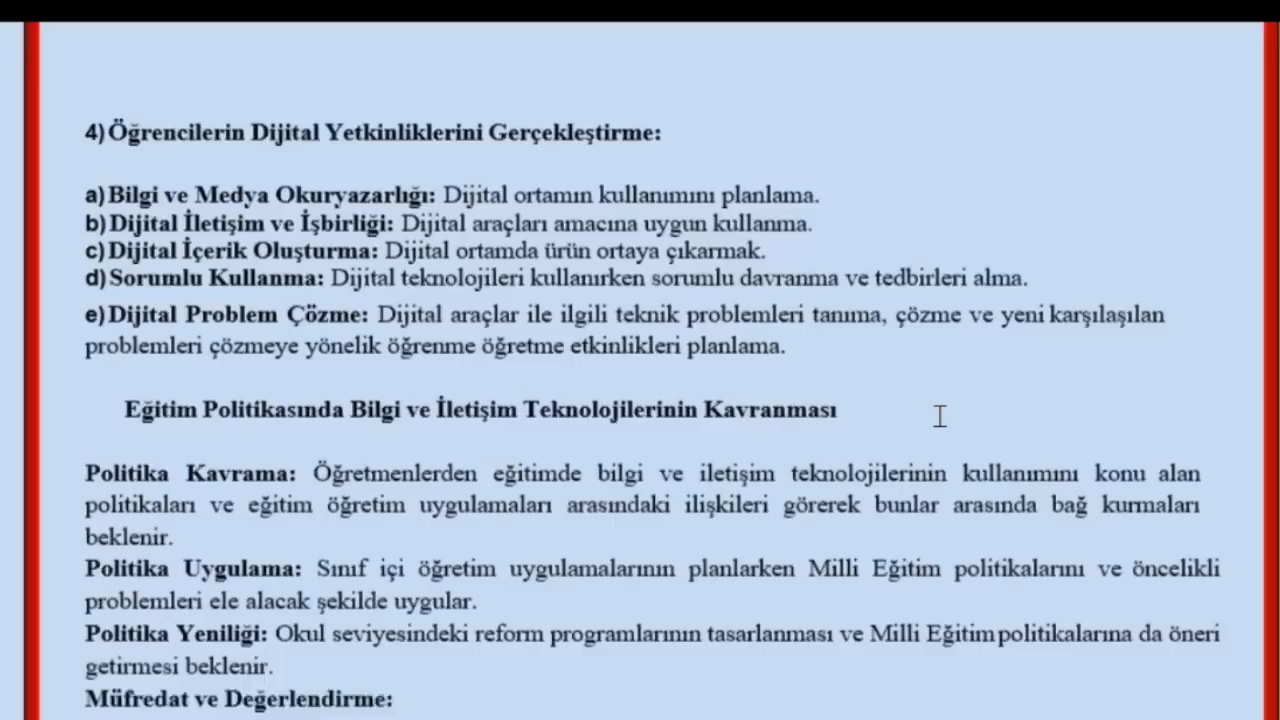 4)Öğrencilerin Dijital Yetkinliklerini Gerçekleştirme:
a)Bilgi ve Medya Okuryazarlığı: Dijital ortamın kullanımını planlama.
b)Dijital İletişim ve İşbirliği: Dijital araçları amacına uygun kullanma.
c)Dijital İçerik Oluşturma: Dijital ortamda ürün ortaya çıkarmak.
d)Sorumlu Kullanma: Dijital teknolojileri kullanırken sorumlu davranma ve tedbirleri alma.
e)Dijital Problem Çözme: Dijital araçlar ile ilgili teknik problemleri tanıma, çözme ve yeni karşılaşılan
problemleri çözmeye yönelik öğrenme öğretme etkinlikleri planlama.
Eğitim Politikasında Bilgi ve İletişim Teknolojilerinin Kavranması
Politika Kavrama: Öğretmenlerden eğitimde bilgi ve iletişim teknolojilerinin kullanımını konu alan
politikaları ve eğitim öğretim uygulamaları arasındaki ilişkileri görerek bunlar arasında bağ kurmaları
beklenir.
Politika Uygulama: Sınıf içi öğretim uygulamalarının planlarken Milli Eğitim politikalarını ve öncelikli
problemleri ele alacak şekilde uygular.
Politika Yeniliği: Okul seviyesindeki reform programlarının tasarlanması ve Milli Eğitim politikalarına da öneri
getirmesi beklenir.
Müfredat ve Değerlendirme: